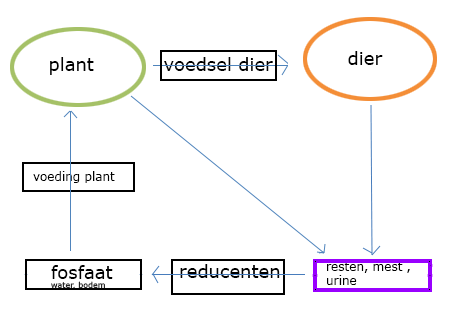 plant
voedsel dier
dier
voeding plant
fosfaat
water, bodem
reducenten
resten, mest ,
urine